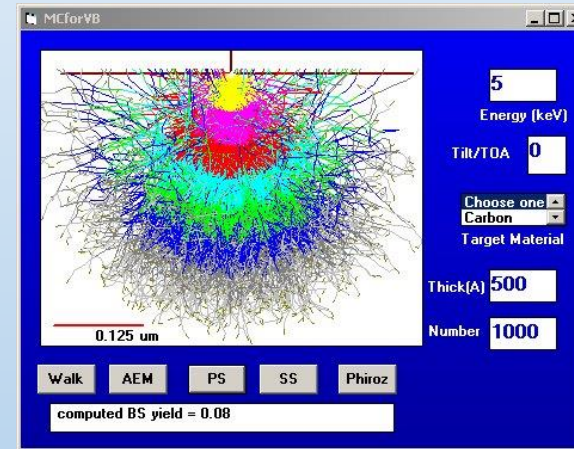 MCforVB
5
Energy (keV)
Tilt/TOA 0
Choose one
Carbon
Target Material
Thick(A) 500
Number 1000
0.125 um
Walk AEM PS SS Phiroz
computed BS yield = 0.08